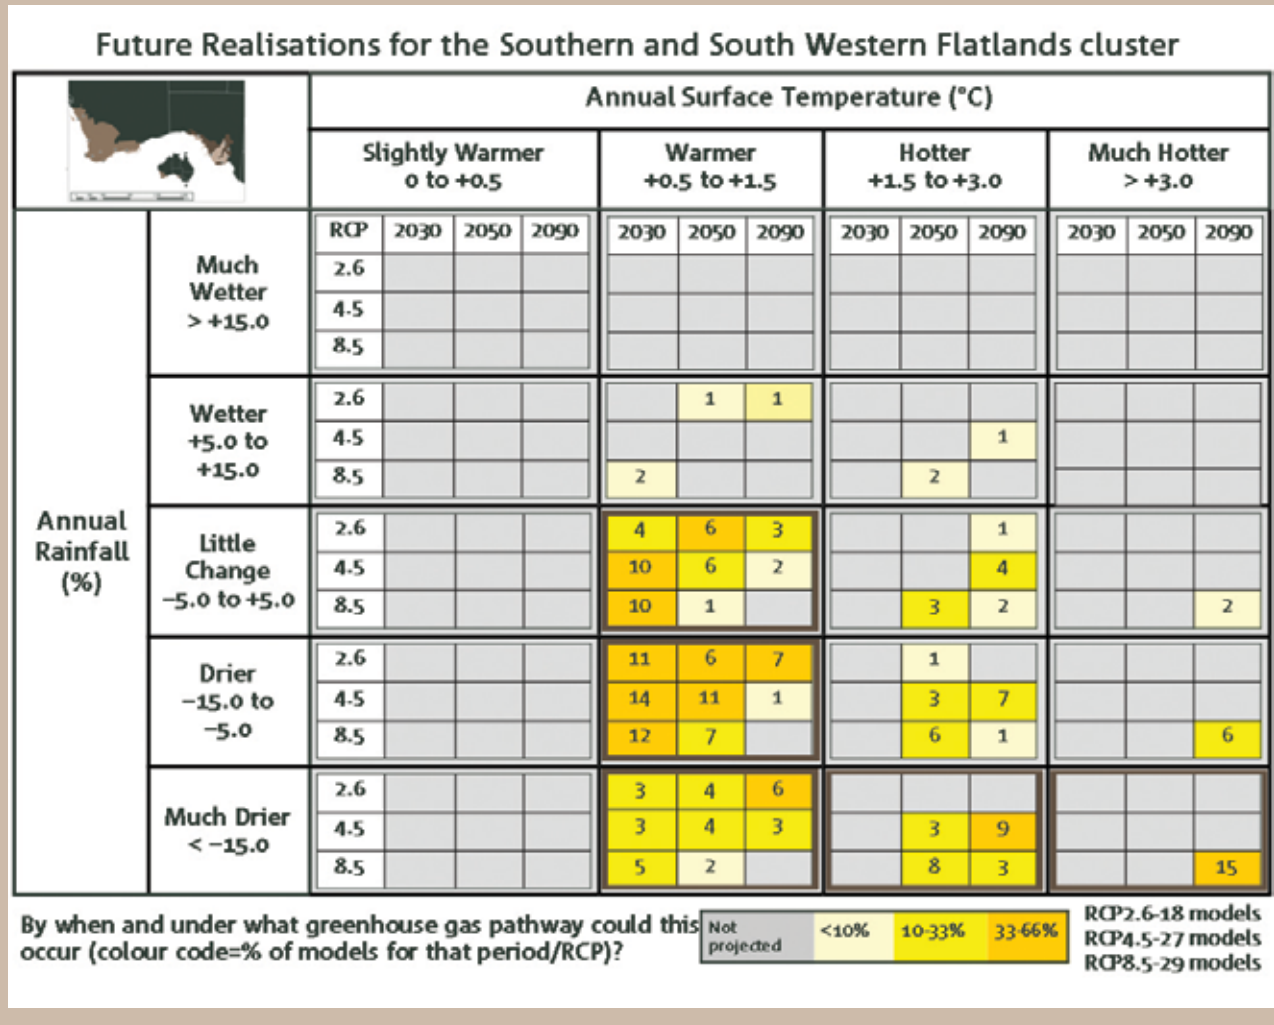 Future Realisations for the Southern and South Western Flatlands cluster
Annual Surface Temperature (°C)
Slightly Warmer Warmer Hotter Much Hotter
0 to +0.5 +0.5 to +1.5 +1.5 to +3.0 > +3.0
RCP 2030 2050 2090 2030 2050 2090 2030 2050 2090 2030 2050 2090
Much
Wetter
> +15.0
2.6
4.5
8.5
Wetter
+5.0 to
+15.0
2.6 1 1
4.5 1
8.5 2 2
Annual
Rainfall
(%)
Little
Change
−5.0 to +5.0
2.6 4 6 3 1
4.5 10 6 2 4
8.5 10 1 3 2 2
Drier
−15.0 to
−5.0
2.6 11 6 7 1
4.5 14 11 1 3 7
8.5 12 7 6 1 6
Much Drier
< −15.0
2.6 3 4 6
4.5 3 4 3 3 9
8.5 5 2 8 3 15
By when and under what greenhouse gas pathway could this
occur (colour code=% of models for that period/RCP)?
Not
projected
<10% 10-33% 33-66%
RCP2.6-18 models
RCP4.5-27 models
RCP8.5-29 models